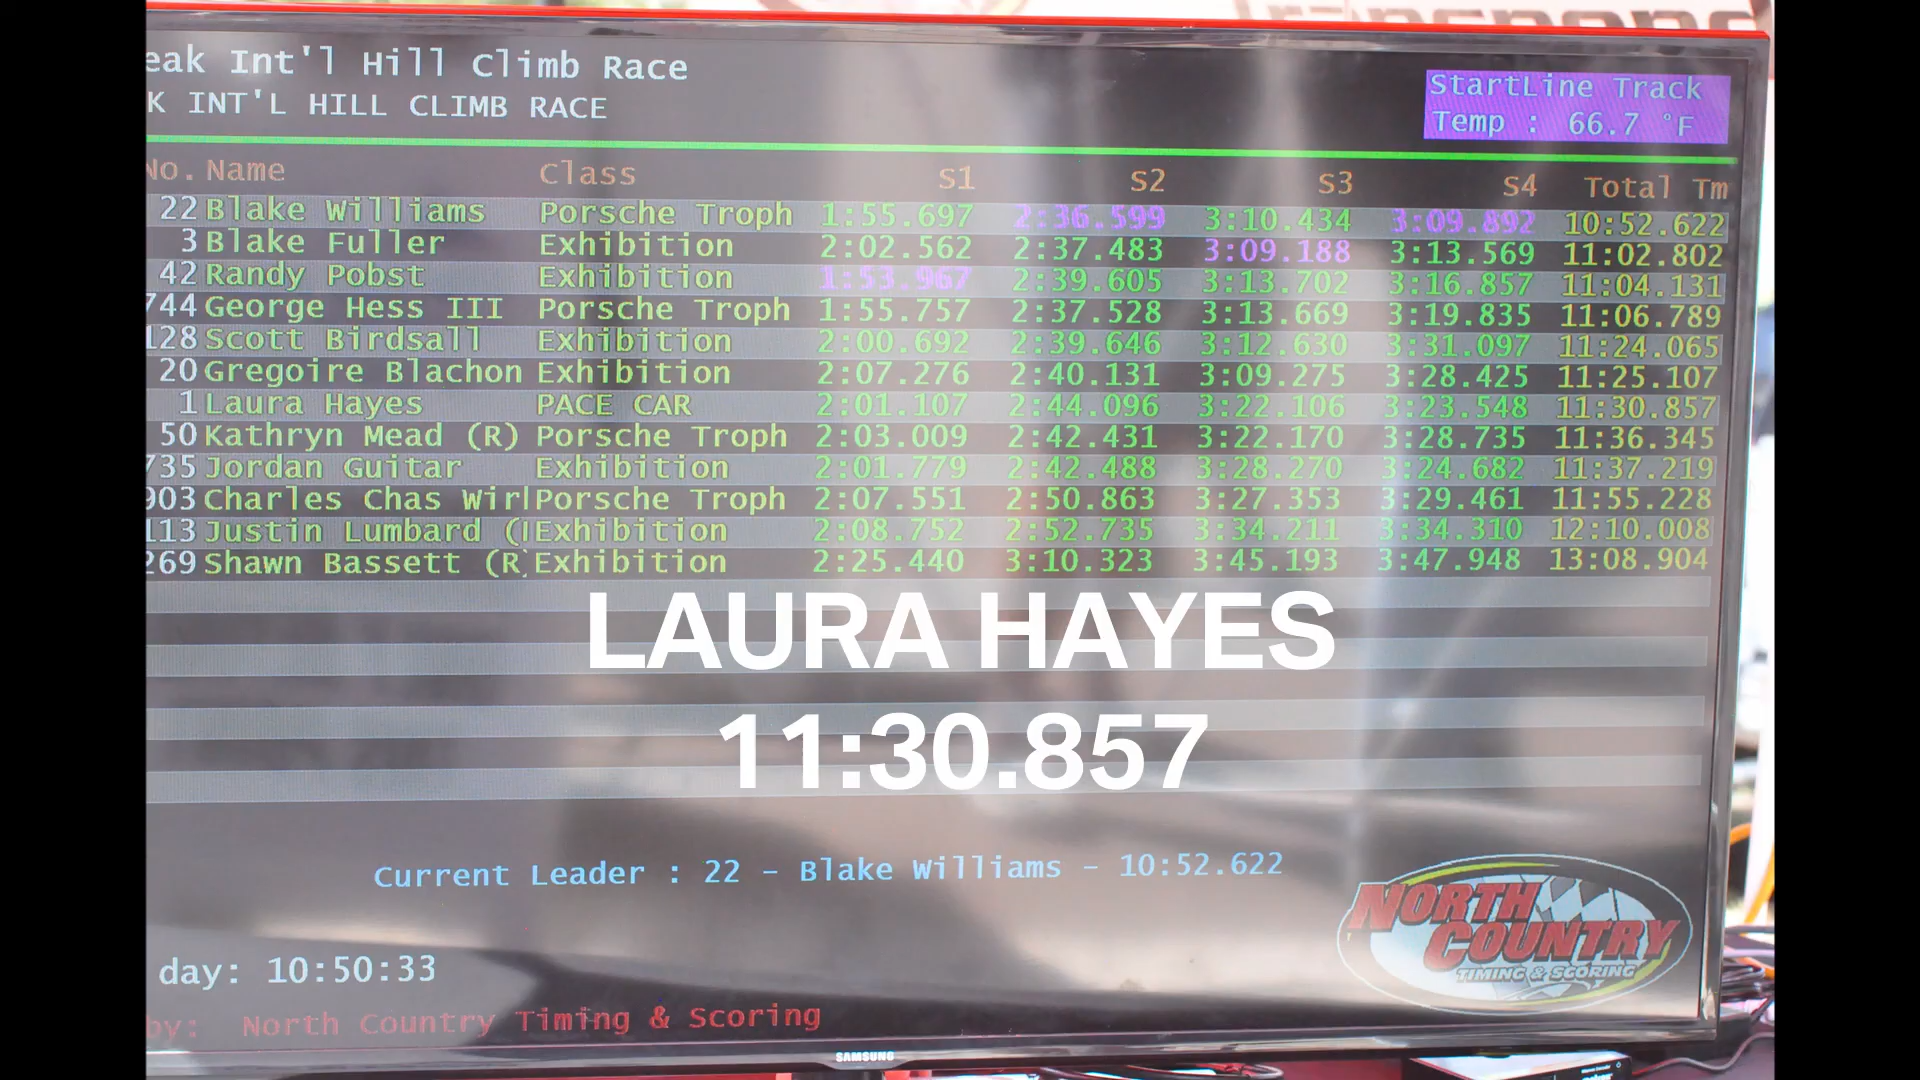 eak Int'l Hill Climb Race
K INT'L HILL CLIMB RACE
StartLine Track
Temp : 66.7 °F
No. Name Class S1 S2 S3 S4 Total Tm
22 Blake Williams Porsche Troph 1:55.697 2:36.599 3:10.434 3:09.892 10:52.622
3 Blake Fuller Exhibition 2:02.562 2:37.483 3:09.188 3:13.569 11:02.802
42 Randy Pobst Exhibition 1:53.967 2:39.605 3:13.702 3:16.857 11:04.131
744 George Hess III Porsche Troph 1:55.757 2:37.528 3:13.669 3:19.835 11:06.789
128 Scott Birdsall Exhibition 2:00.692 2:39.646 3:12.630 3:31.097 11:24.065
20 Gregoire Blachon Exhibition 2:07.276 2:40.131 3:09.275 3:28.425 11:25.107
1 Laura Hayes PACE CAR 2:01.107 2:44.096 3:22.106 3:23.548 11:30.857
50 Kathryn Mead (R) Porsche Troph 2:03.009 2:42.431 3:22.170 3:28.735 11:36.345
735 Jordan Guitar Exhibition 2:01.779 2:42.488 3:28.270 3:24.682 11:37.219
903 Charles Chas Wirl Porsche Troph 2:07.551 2:50.863 3:27.353 3:29.461 11:55.228
113 Justin Lumbard ( Exhibition 2:08.752 2:52.735 3:34.211 3:34.310 12:10.008
269 Shawn Bassett (R) Exhibition 2:25.440 3:10.323 3:45.193 3:47.948 13:08.904
LAURA HAYES
11:30.857
Current Leader : 22 - Blake Williams - 10:52.622
NORTH
COUNTRY
TIMING & SCORING
day: 10:50:33
by: North Country Timing & Scoring
SAMSUNG